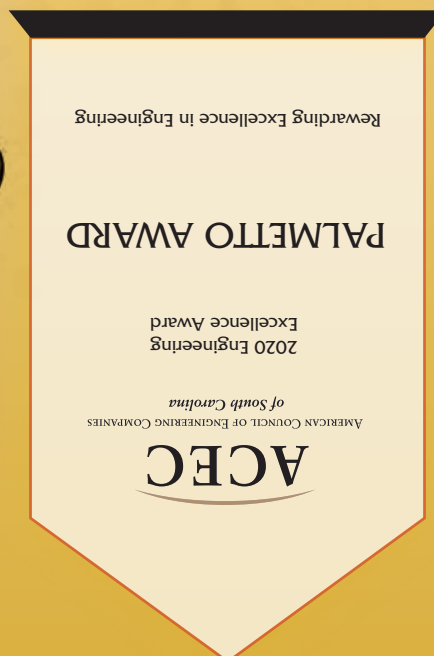 ACEC
American Council of Engineering Companies
of South Carolina
2020 Engineering
Excellence Award
PALMETTO AWARD
Rewarding Excellence in Engineering